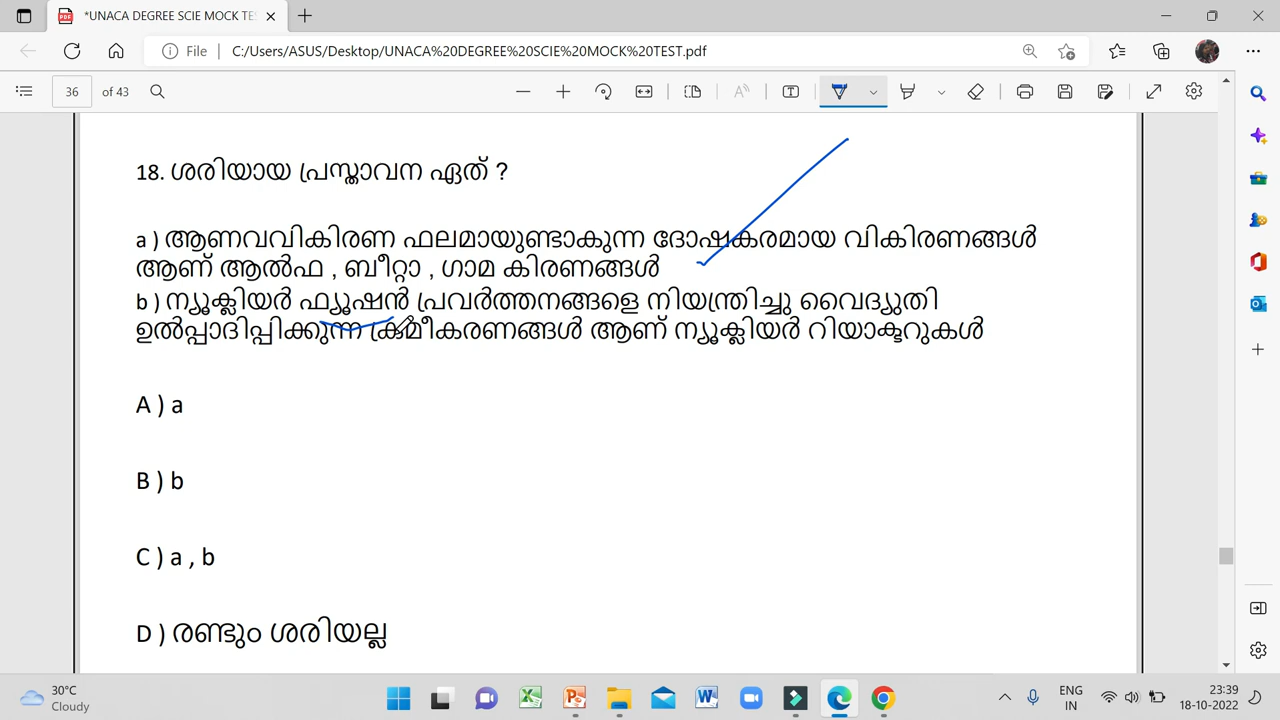 *UNACA DEGREE SCIE MOCK TES
File
C:/Users/ASUS/Desktop/UNACA%20DEGREE%20SCIE%20MOCK%20TEST.pdf
36 of 43
18. ശരിയായ പ്രസ്താവന ഏത് ?
a ) ആണവവികിരണ ഫലമായുണ്ടാകുന്ന ദോഷകരമായ വികിരണങ്ങൾ
ആണ് ആൽഫ , ബീറ്റാ , ഗാമ കിരണങ്ങൾ
b ) ന്യൂക്ലിയർ ഫ്യൂഷൻ പ്രവർത്തനങ്ങളെ നിയന്ത്രിച്ചു വൈദ്യുതി
ഉൽപ്പാദിപ്പിക്കുന്ന ക്രമീകരണങ്ങൾ ആണ് ന്യൂക്ലിയർ റിയാക്ടറുകൾ
A ) a
B ) b
C ) a , b
D ) രണ്ടും ശരിയല്ല
30°C
Cloudy
ENG
IN
23:39
18-10-2022